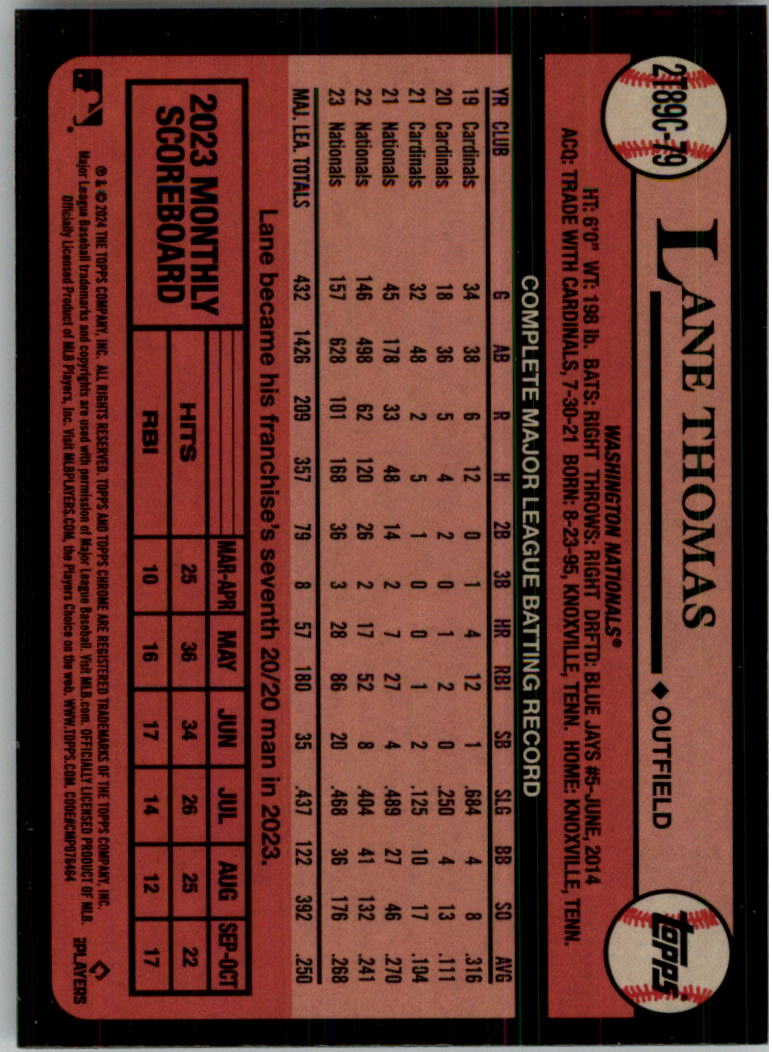 2T89C-79
LANE THOMAS
◆ OUTFIELD
topps
WASHINGTON NATIONALS®
HT: 6'0" WT: 198 lb. BATS: RIGHT THROWS: RIGHT DRFTD: BLUE JAYS #5-JUNE, 2014
ACQ: TRADE WITH CARDINALS, 7-30-21 BORN: 8-23-95, KNOXVILLE, TENN. HOME: KNOXVILLE, TENN.
COMPLETE MAJOR LEAGUE BATTING RECORD
YR CLUB G AB R H 2B 3B HR RBI SB SLG BB SO AVG
19 Cardinals 34 38 6 12 0 1 4 12 1 .684 4 8 .316
20 Cardinals 18 36 5 4 2 0 1 2 0 .250 4 13 .111
21 Cardinals 32 48 2 5 1 0 0 1 2 .125 10 17 .104
21 Nationals 45 178 33 48 14 2 7 27 4 .489 27 46 .270
22 Nationals 146 498 62 120 26 2 17 52 8 .404 41 132 .241
23 Nationals 157 628 101 168 36 3 28 86 20 .468 36 176 .268
MAJ. LEA. TOTALS 432 1426 209 357 79 8 57 180 35 .437 122 392 .250
Lane became his franchise's seventh 20/20 man in 2023.
2023 MONTHLY
SCOREBOARD
MAR-APR MAY JUN JUL AUG SEP-OCT
HITS 25 36 34 26 25 22
RBI 10 16 17 14 12 17
® & © 2024 THE TOPPS COMPANY, INC. ALL RIGHTS RESERVED. TOPPS AND TOPPS CHROME ARE REGISTERED TRADEMARKS OF THE TOPPS COMPANY, INC.
Major League Baseball trademarks and copyrights are used with permission of Major League Baseball. Visit MLB.com. OFFICIALLY LICENSED PRODUCT OF MLB.
Officially Licensed Product of MLB Players, Inc. Visit MLBPLAYERS.COM, the Players Choice on the web. WWW.TOPPS.COM. CODE#CMP076464
PLAYERS